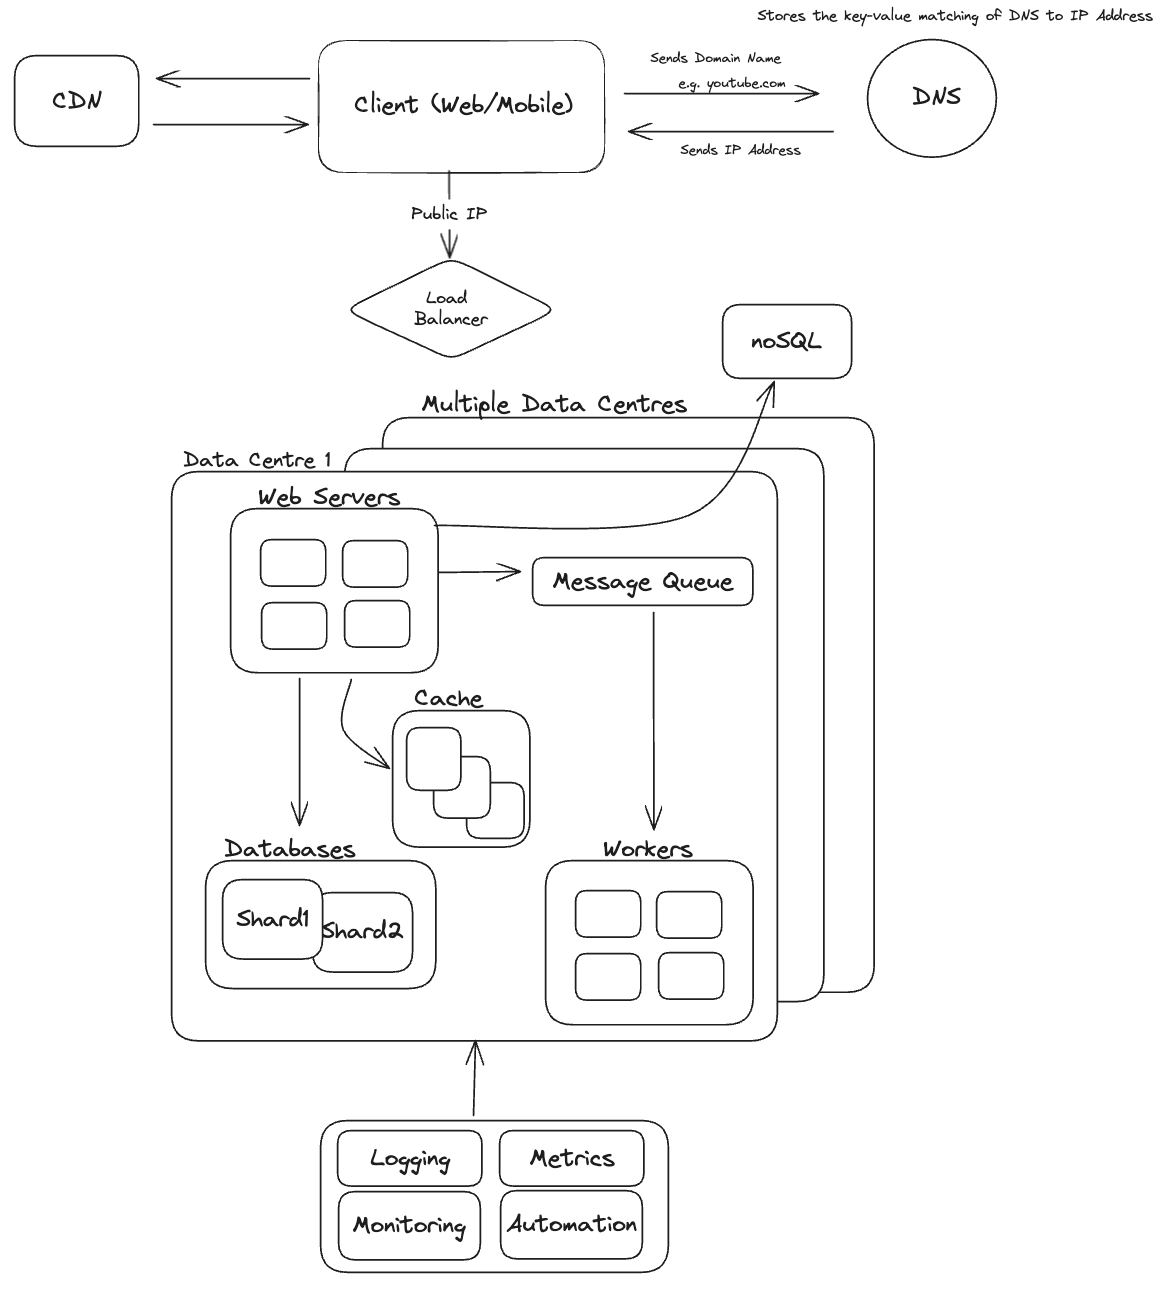 Stores the key-value matching of DNS to IP Address
Sends Domain Name
e.g. youtube.com
CDN
Client (Web/Mobile)
DNS
Sends IP Address
Public IP
Load
Balancer
noSQL
Multiple Data Centres
Data Centre 1
Web Servers
Message Queue
Cache
Databases
Workers
Shard1
Shard2
Logging
Metrics
Monitoring
Automation